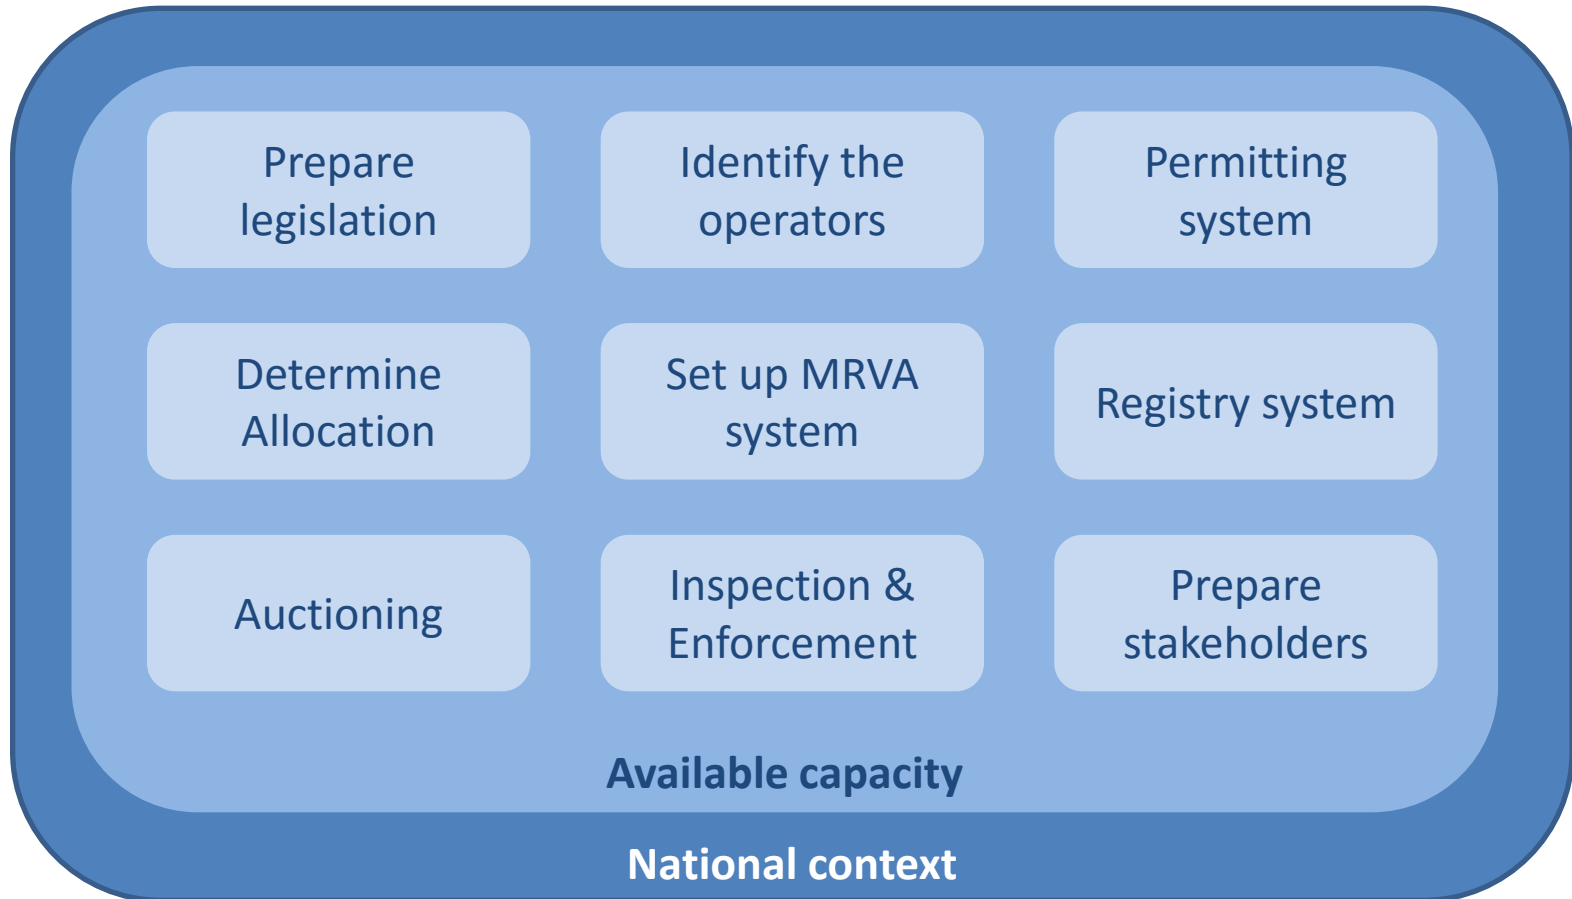 Prepare
legislation
Identify the
operators
Permitting
system
Determine
Allocation
Set up MRVA
system
Registry system
Auctioning
Inspection &
Enforcement
Prepare
stakeholders
Available capacity
National context